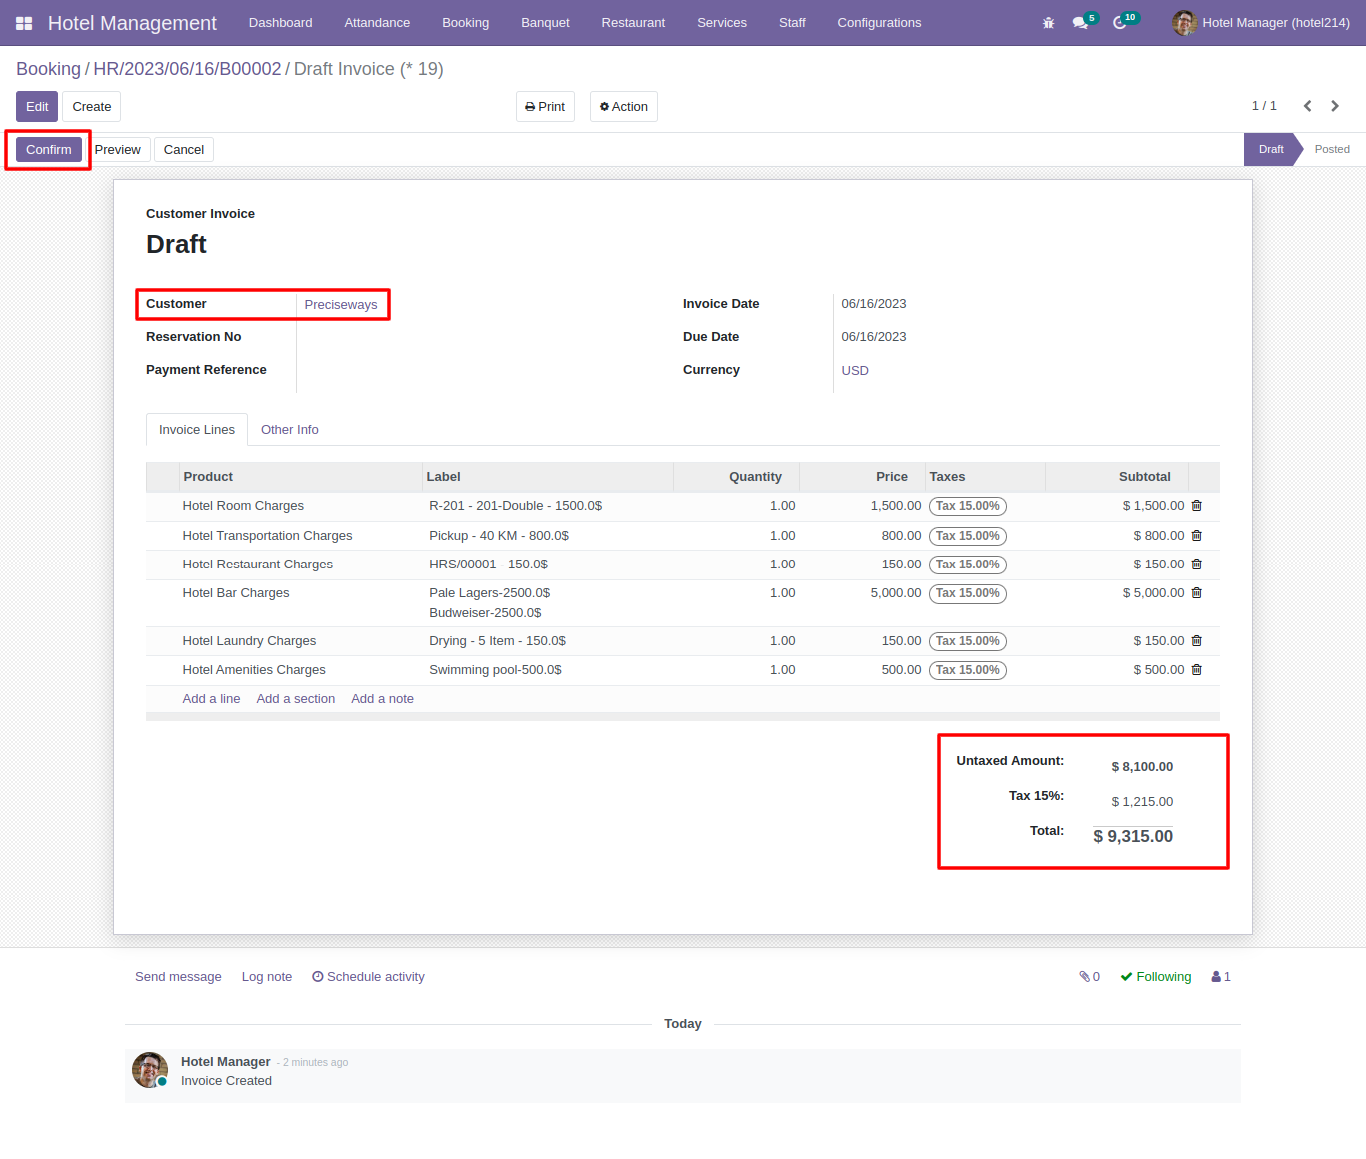 Hotel Management Dashboard Attandance Booking Banquet Restaurant Services Staff Configurations 5 10 Hotel Manager (hotel214)
Booking / HR/2023/06/16/B00002 / Draft Invoice (* 19)
Edit Create Print Action 1 / 1
Confirm Preview Cancel Draft Posted
Customer Invoice
Draft
Customer Preciseways Invoice Date 06/16/2023
Reservation No Due Date 06/16/2023
Payment Reference Currency USD
Invoice Lines Other Info
Product Label Quantity Price Taxes Subtotal
Hotel Room Charges R-201 - 201-Double - 1500.0$ 1.00 1,500.00 Tax 15.00% $ 1,500.00
Hotel Transportation Charges Pickup - 40 KM - 800.0$ 1.00 800.00 Tax 15.00% $ 800.00
Hotel Restaurant Charges HRS/00001 - 150.0$ 1.00 150.00 Tax 15.00% $ 150.00
Hotel Bar Charges Pale Lagers-2500.0$ 1.00 5,000.00 Tax 15.00% $ 5,000.00
Budweiser-2500.0$
Hotel Laundry Charges Drying - 5 Item - 150.0$ 1.00 150.00 Tax 15.00% $ 150.00
Hotel Amenities Charges Swimming pool-500.0$ 1.00 500.00 Tax 15.00% $ 500.00
Add a line Add a section Add a note
Untaxed Amount: $ 8,100.00
Tax 15%: $ 1,215.00
Total: $ 9,315.00
Send message Log note Schedule activity 0 Following 1
Today
Hotel Manager - 2 minutes ago
Invoice Created